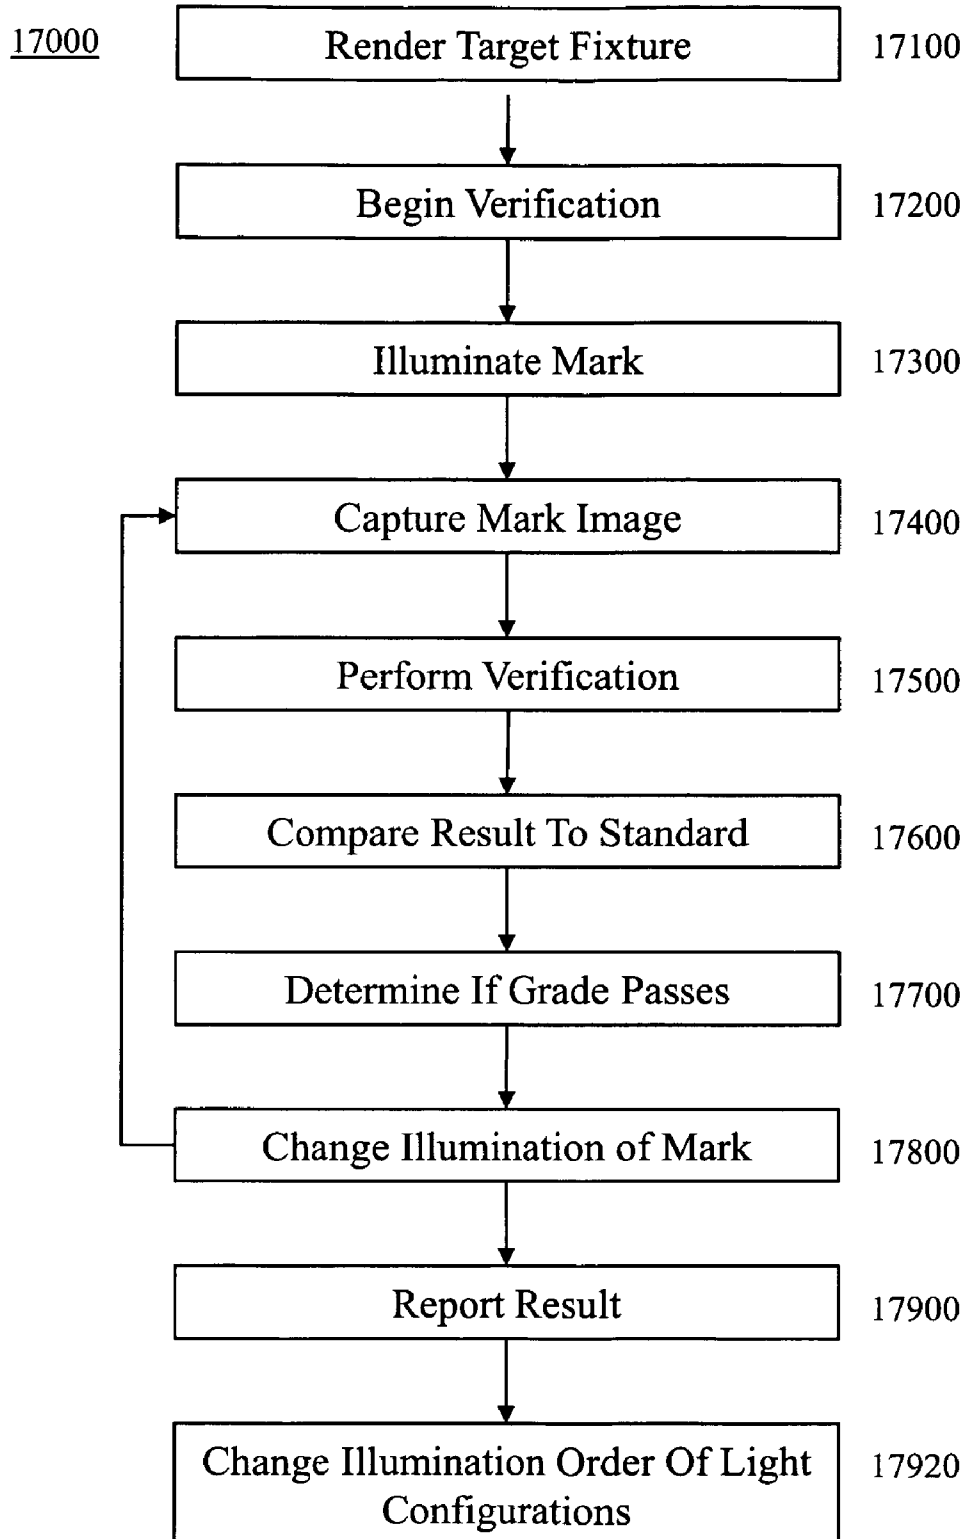 17000
Render Target Fixture 17100
Begin Verification 17200
Illuminate Mark 17300
Capture Mark Image 17400
Perform Verification 17500
Compare Result To Standard 17600
Determine If Grade Passes 17700
Change Illumination of Mark 17800
Report Result 17900
Change Illumination Order Of Light 17920
Configurations